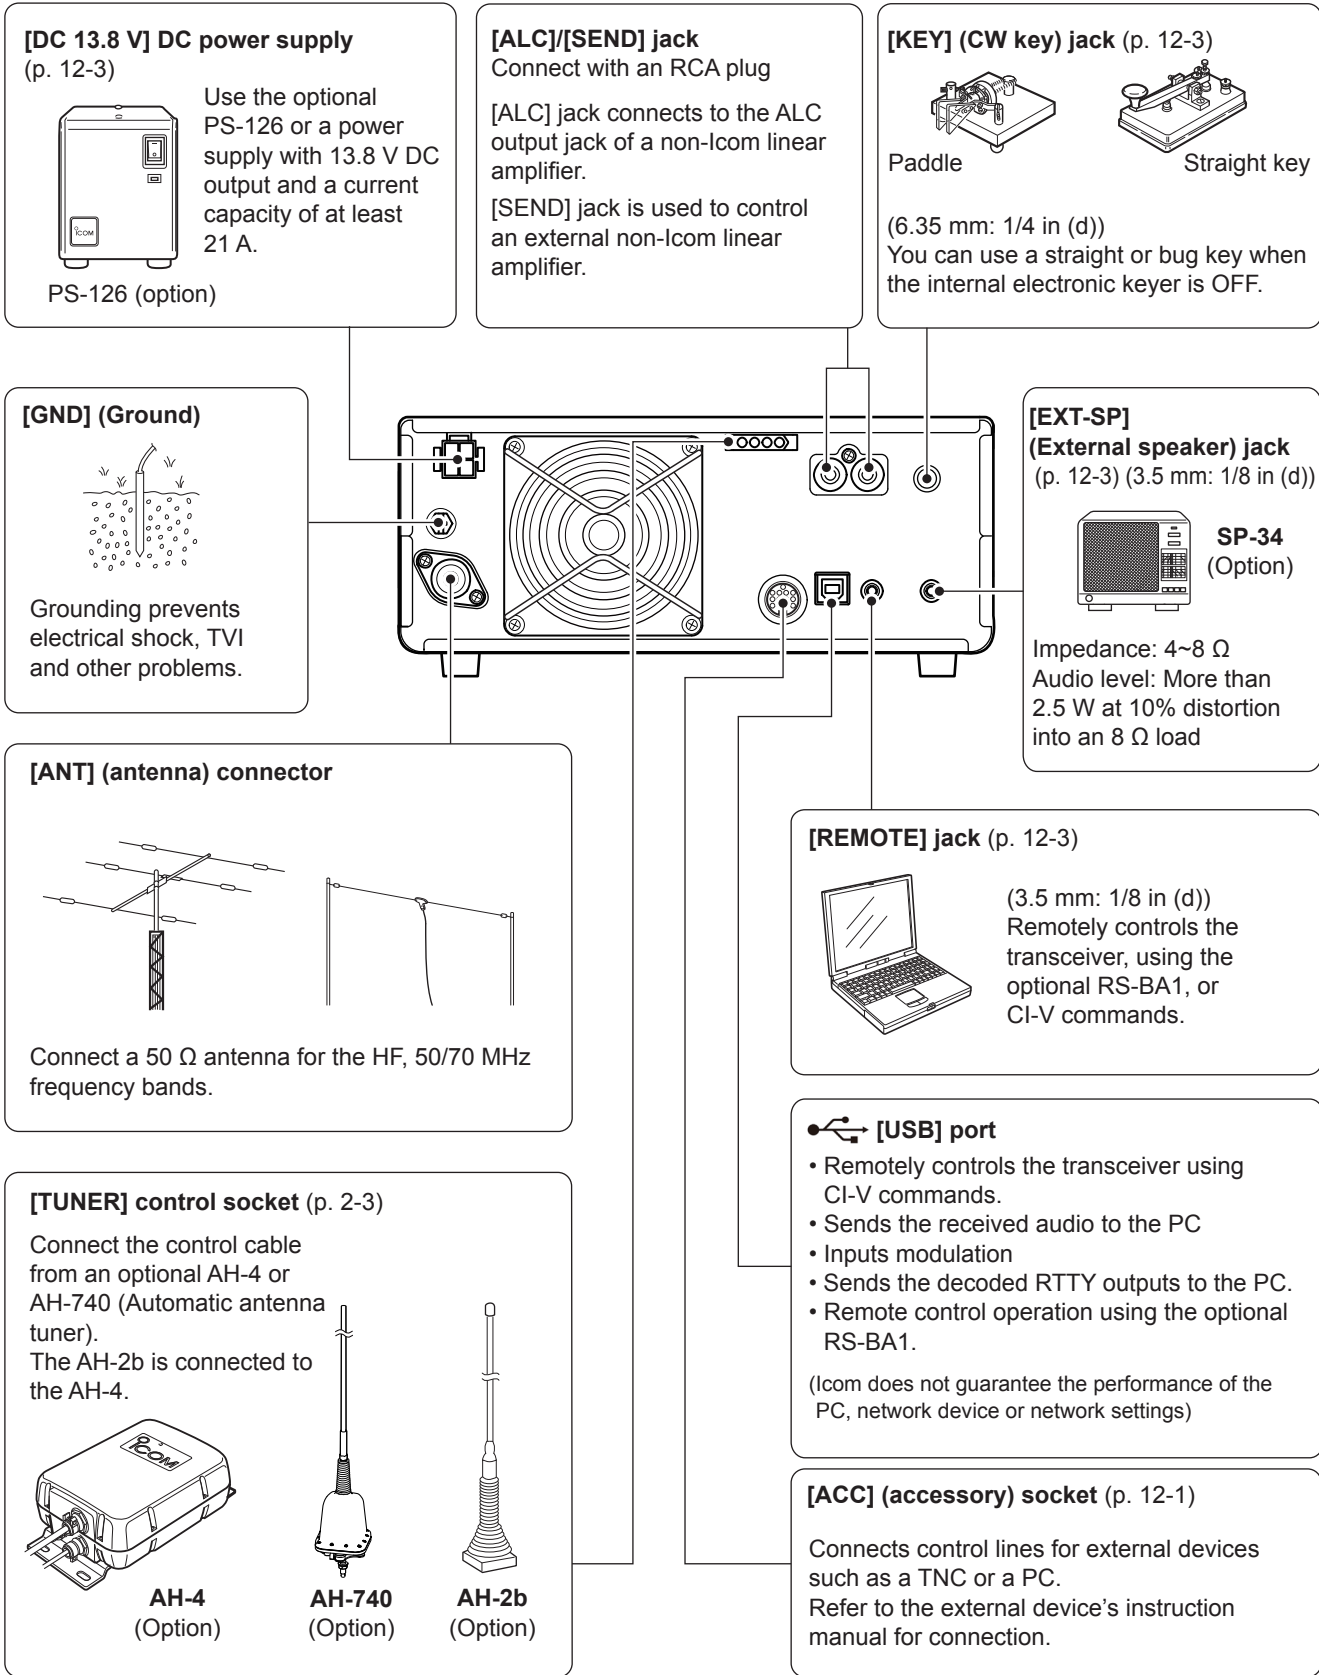 [DC 13.8 V] DC power supply
(p. 12-3)
Use the optional
PS-126 or a power
supply with 13.8 V DC
output and a current
capacity of at least
21 A.
ICOM
PS-126 (option)
[ALC]/[SEND] jack
Connect with an RCA plug
[ALC] jack connects to the ALC
output jack of a non-Icom linear
amplifier.
[SEND] jack is used to control
an external non-Icom linear
amplifier.
[KEY] (CW key) jack (p. 12-3)
Paddle
Straight key
(6.35 mm: 1/4 in (d))
You can use a straight or bug key when
the internal electronic keyer is OFF.
[GND] (Ground)
Grounding prevents
electrical shock, TVI
and other problems.
[EXT-SP]
(External speaker) jack
(p. 12-3) (3.5 mm: 1/8 in (d))
SP-34
(Option)
Impedance: 4~8 Ω
Audio level: More than
2.5 W at 10% distortion
into an 8 Ω load
[ANT] (antenna) connector
Connect a 50 Ω antenna for the HF, 50/70 MHz
frequency bands.
[REMOTE] jack (p. 12-3)
(3.5 mm: 1/8 in (d))
Remotely controls the
transceiver, using the
optional RS-BA1, or
CI-V commands.
[USB] port
• Remotely controls the transceiver using
CI-V commands.
• Sends the received audio to the PC
• Inputs modulation
• Sends the decoded RTTY outputs to the PC.
• Remote control operation using the optional
RS-BA1.
(Icom does not guarantee the performance of the
PC, network device or network settings)
[TUNER] control socket (p. 2-3)
Connect the control cable
from an optional AH-4 or
AH-740 (Automatic antenna
tuner).
The AH-2b is connected to
the AH-4.
ICOM
AH-4
(Option)
AH-740
(Option)
AH-2b
(Option)
[ACC] (accessory) socket (p. 12-1)
Connects control lines for external devices
such as a TNC or a PC.
Refer to the external device's instruction
manual for connection.